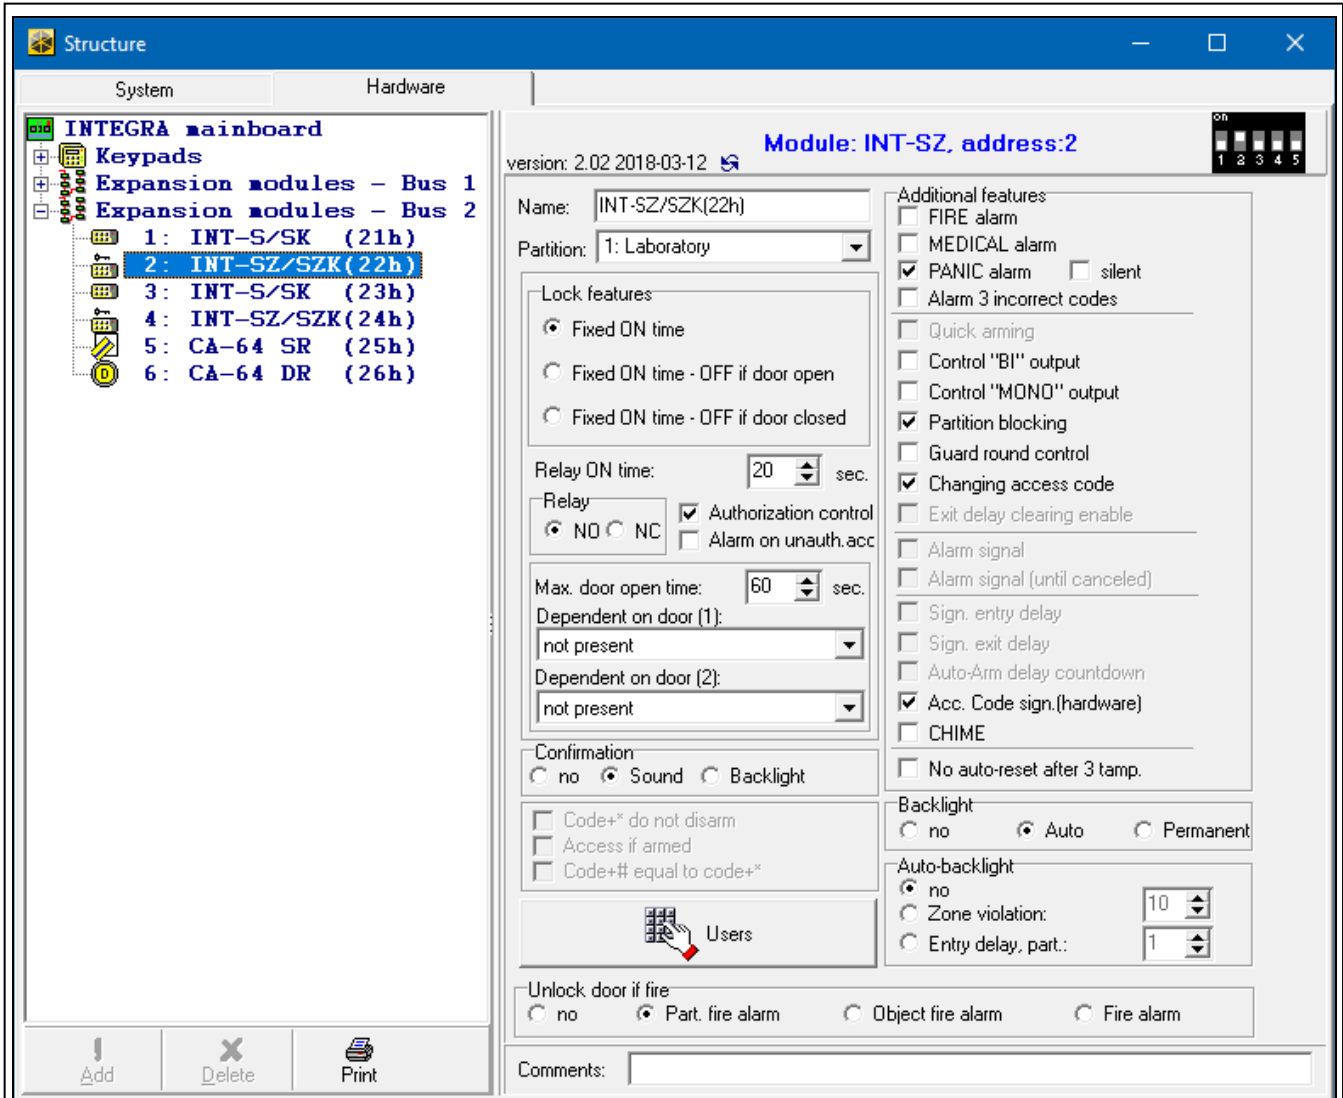 Structure
System
Hardware
INTEGRA mainboard
Keypads
Expansion modules - Bus 1
Expansion modules - Bus 2
1: INT-S/SK (21h)
2: INT-SZ/SZK(22h)
3: INT-S/SK (23h)
4: INT-SZ/SZK(24h)
5: CA-64 SR (25h)
6: CA-64 DR (26h)
Add
Delete
Print
version: 2.02 2018-03-12
Module: INT-SZ, address:2
on
1 2 3 4 5
Name: INT-SZ/SZK(22h)
Partition: 1: Laboratory
Lock features
Fixed ON time
Fixed ON time - OFF if door open
Fixed ON time - OFF if door closed
Relay ON time: 20 sec.
Relay
NO NC
Authorization control
Alarm on unauth.acc
Max. door open time: 60 sec.
Dependent on door (1):
not present
Dependent on door (2):
not present
Confirmation
no Sound Backlight
Code+* do not disarm
Access if armed
Code+# equal to code+*
Users
Additional features
FIRE alarm
MEDICAL alarm
PANIC alarm silent
Alarm 3 incorrect codes
Quick arming
Control "BI" output
Control "MONO" output
Partition blocking
Guard round control
Changing access code
Exit delay clearing enable
Alarm signal
Alarm signal (until canceled)
Sign. entry delay
Sign. exit delay
Auto-Arm delay countdown
Acc. Code sign.(hardware)
CHIME
No auto-reset after 3 tamp.
Backlight
no Auto Permanent
Auto-backlight
no
Zone violation: 10
Entry delay, part.: 1
Unlock door if fire
no Part. fire alarm Object fire alarm Fire alarm
Comments: